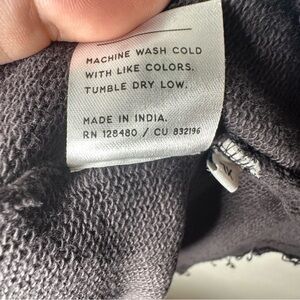 MACHINE WASH COLD
WITH LIKE COLORS.
TUMBLE DRY LOW.
MADE IN INDIA.
RN 128480 / CU 832196